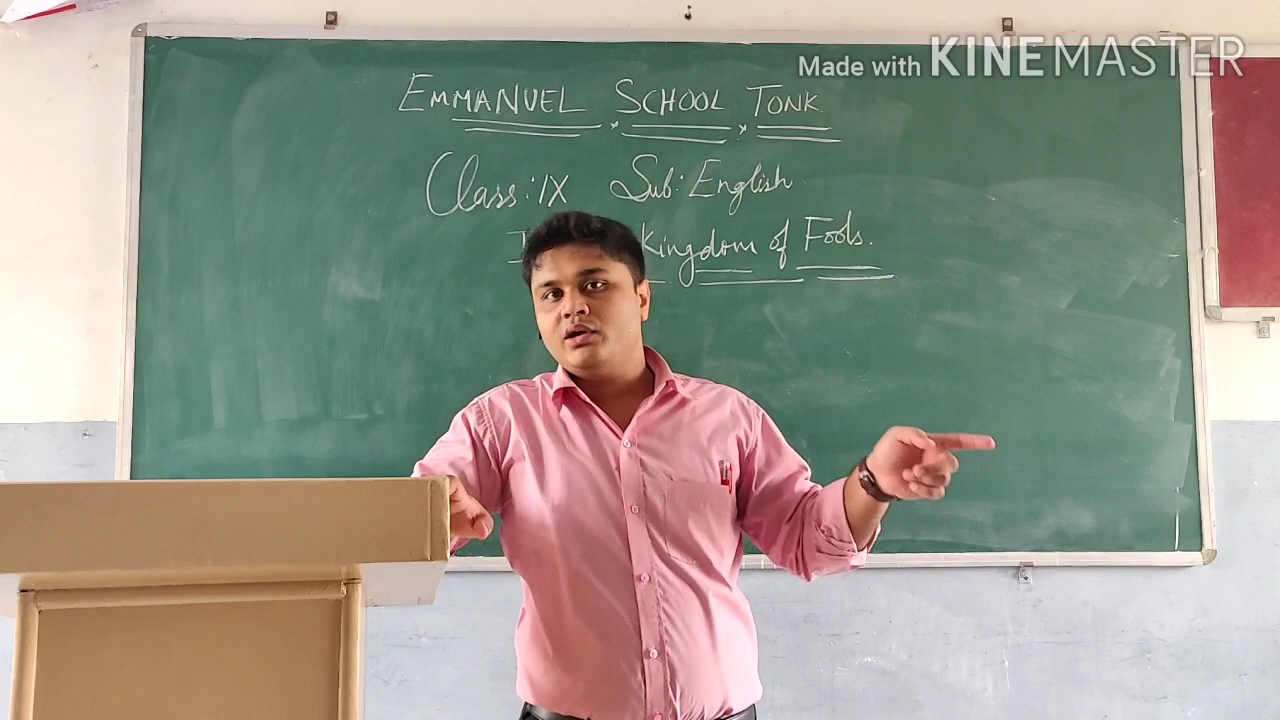 Made with KINEMASTER
EMMANUEL SCHOOL TONK
Class: IX Sub: English
Kingdom of Fools.